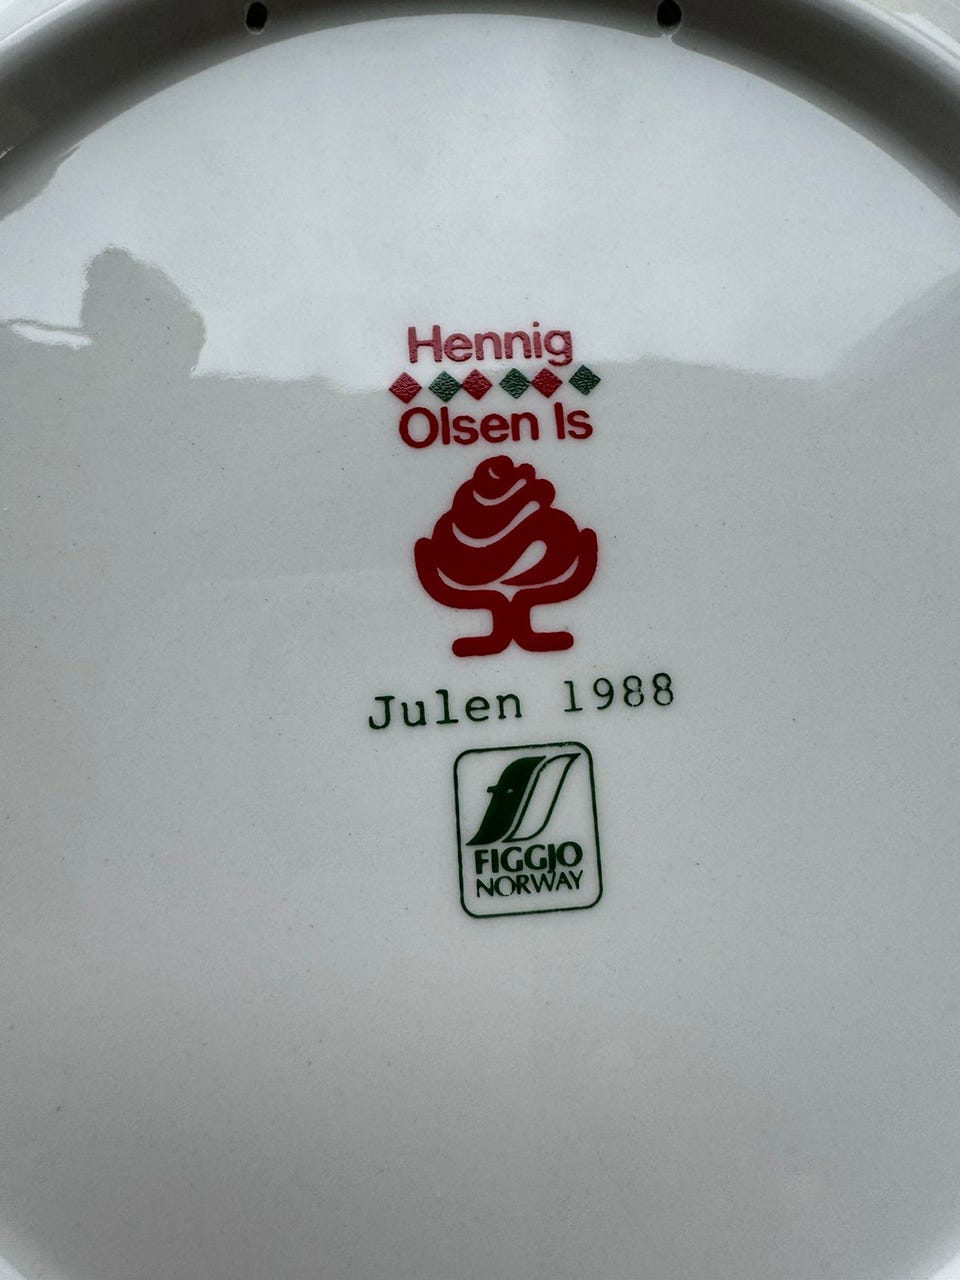 Hennig
Olsen Is
Julen 1988
FIGGJO
NORWAY